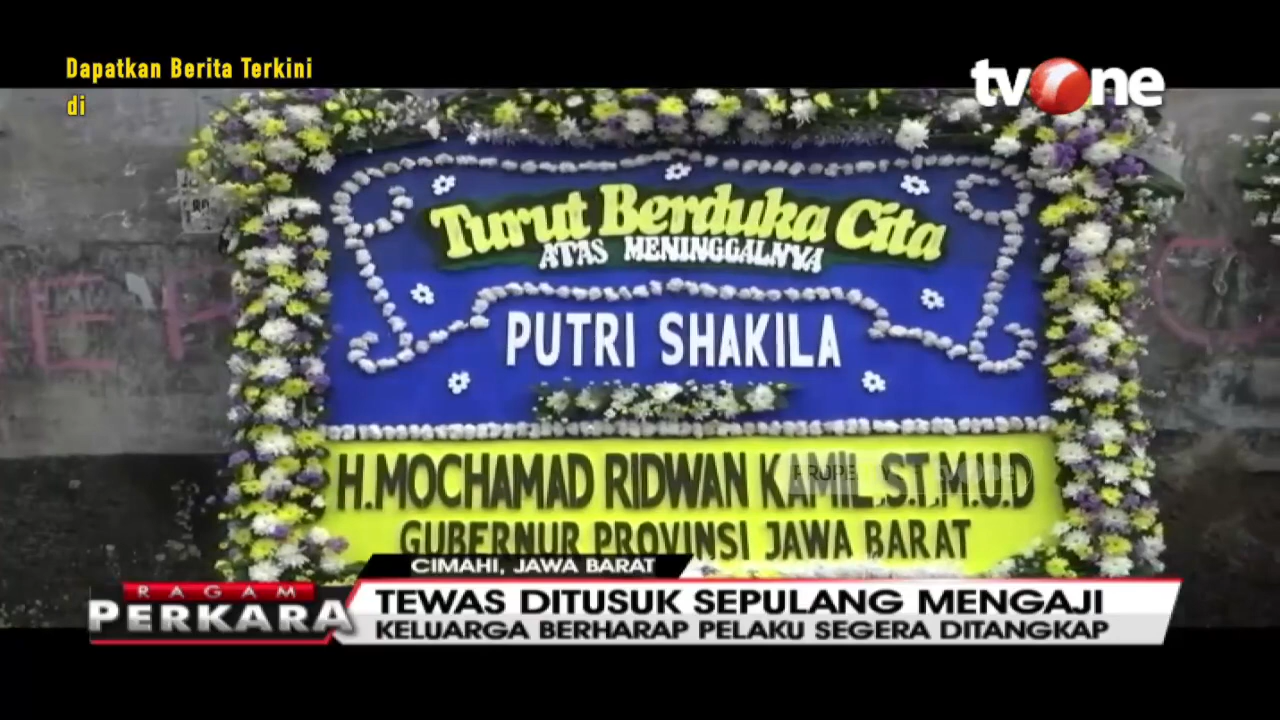 Dapatkan Berita Terkini
di
tvone
Turut Berduka Cita
ATAS MENINGGALNYA
PUTRI SHAKILA
H.MOCHAMAD RIDWAN KAMIL,S.T,M.U.D
GUBERNUR PROVINSI JAWA BARAT
CIMAHI, JAWA BARAT
RAGAM
PERKARA
TEWAS DITUSUK SEPULANG MENGAJI
KELUARGA BERHARAP PELAKU SEGERA DITANGKAP